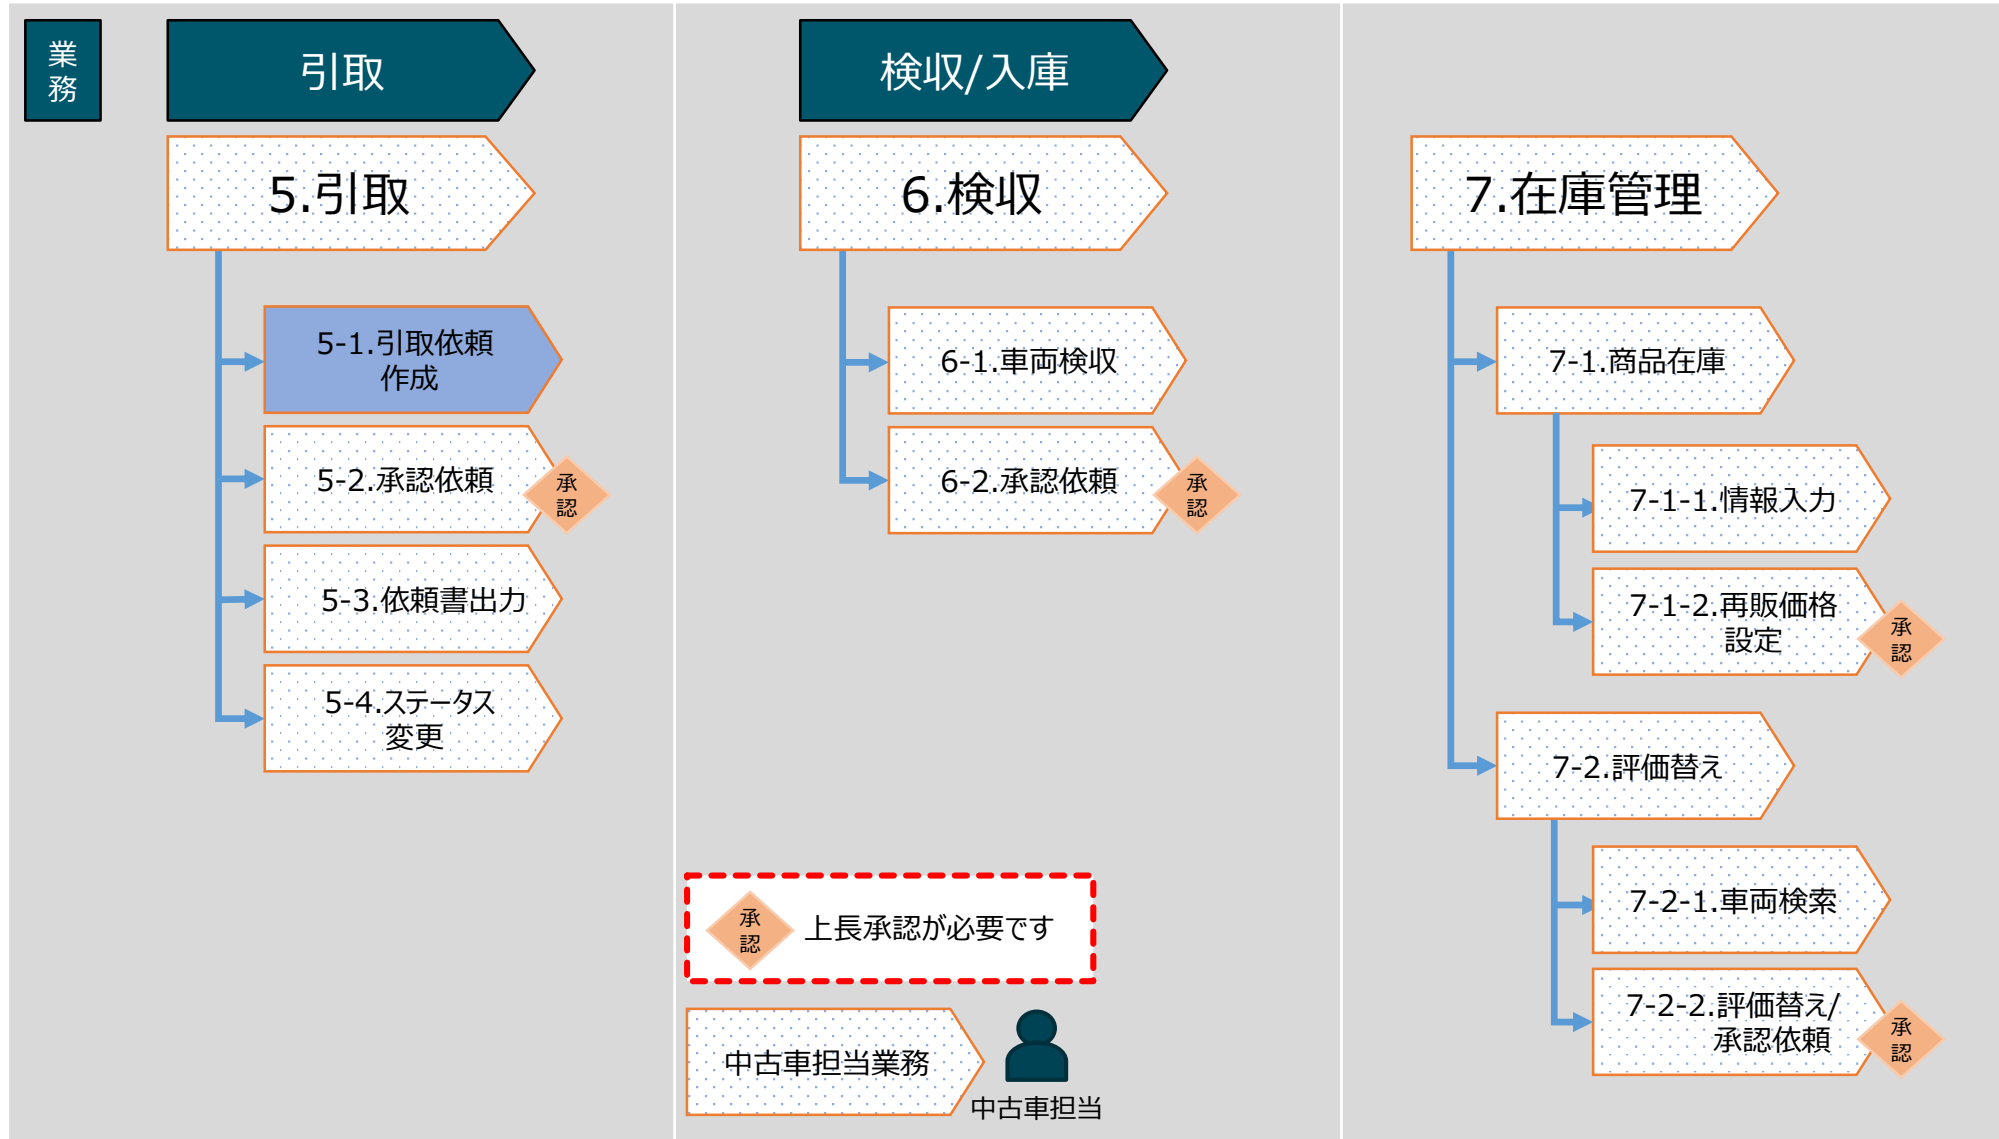 業務
引取
検収/入庫
5.引取
5-1.引取依頼
作成
5-2.承認依頼
承認
5-3.依頼書出力
5-4.ステータス
変更
6.検収
6-1.車両検収
6-2.承認依頼
承認
7.在庫管理
7-1.商品在庫
7-1-1.情報入力
7-1-2.再販価格
設定
承認
7-2.評価替え
7-2-1.車両検索
7-2-2.評価替え/
承認依頼
承認
承認
上長承認が必要です
中古車担当業務
中古車担当